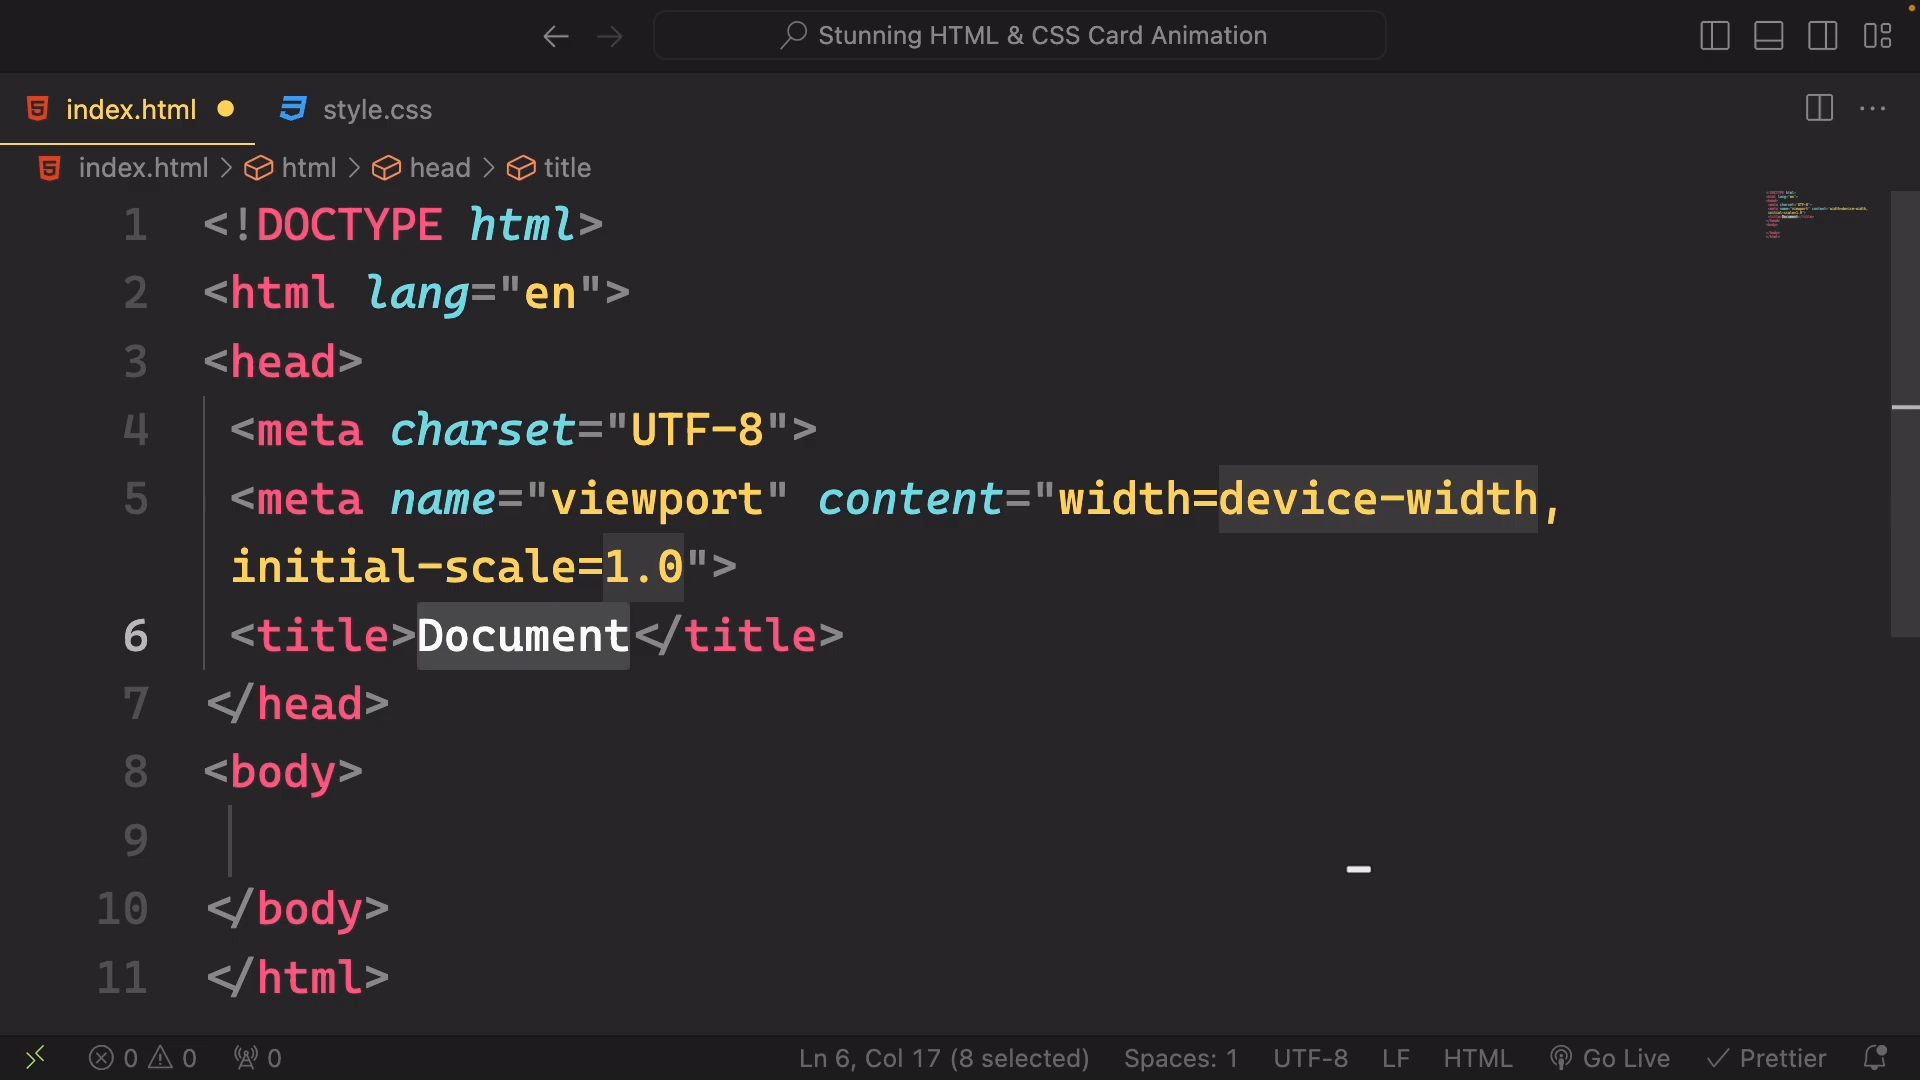 Stunning HTML & CSS Card Animation
index.html style.css
index.html > html > head > title
1 <!DOCTYPE html>
2 <html lang="en">
3 <head>
4 <meta charset="UTF-8">
5 <meta name="viewport" content="width=device-width,
initial-scale=1.0">
6 <title>Document</title>
7 </head>
8 <body>
9
10 </body>
11 </html>
0 0 0 Ln 6, Col 17 (8 selected) Spaces: 1 UTF-8 LF HTML Go Live Prettier